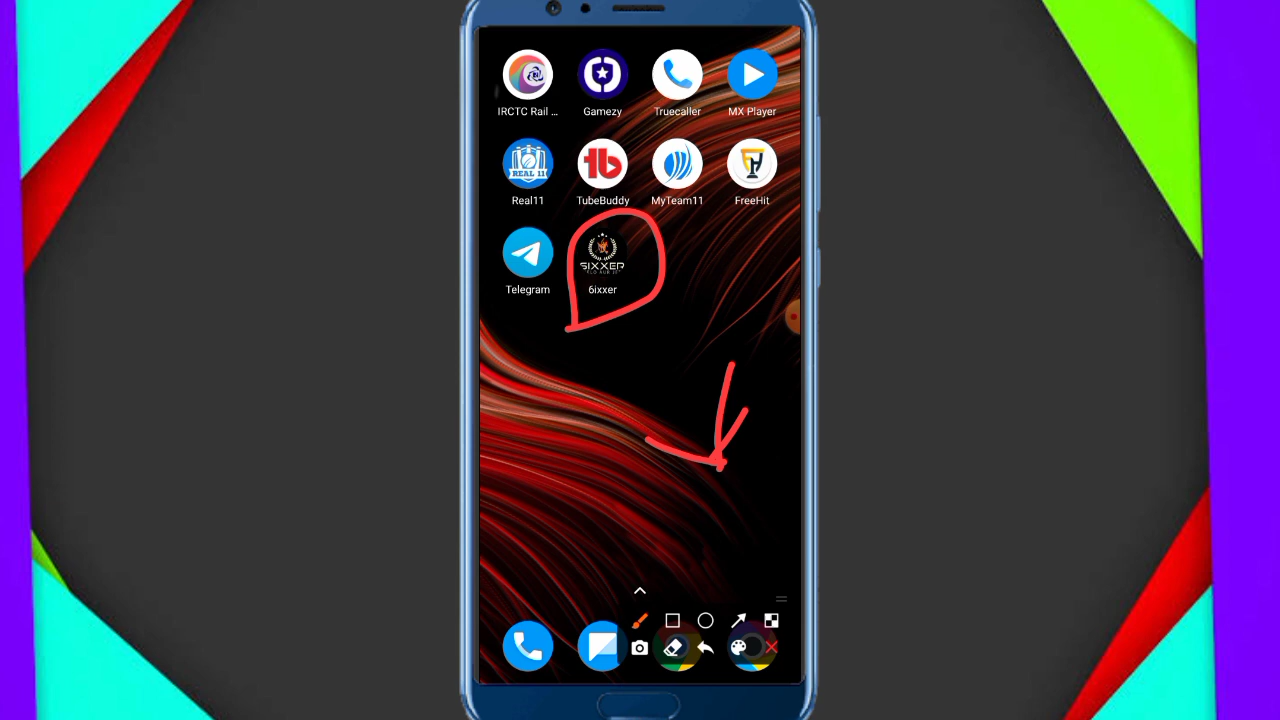 IRCTC Rail ...
Gamezy
Truecaller
MX Player
REAL 11
Real11
TubeBuddy
MyTeam11
FreeHit
Telegram
SIXXER
6ixxer